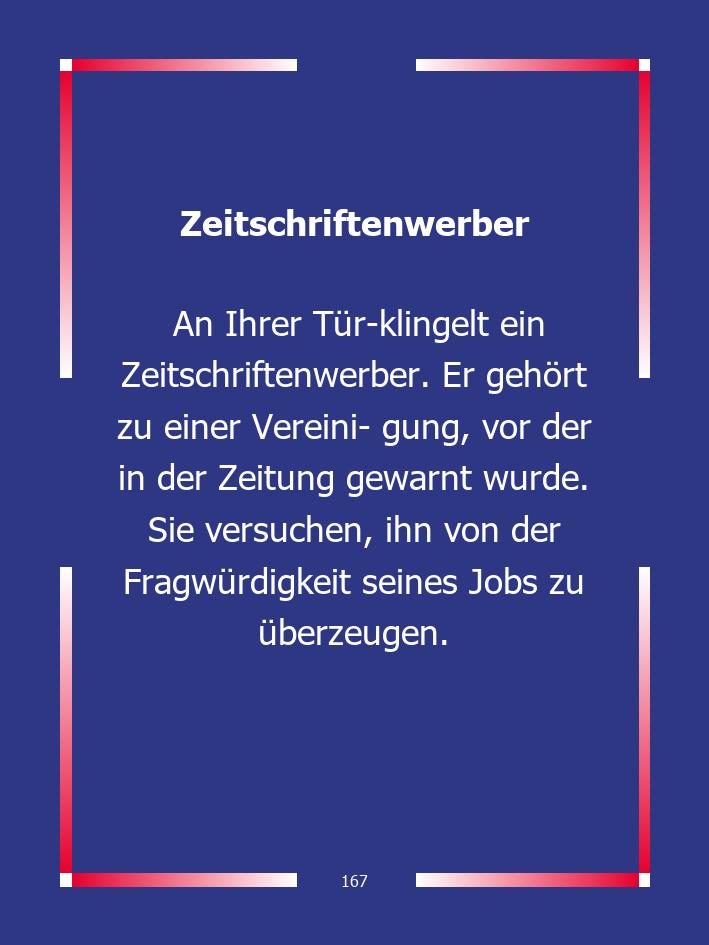 Zeitschriftenwerber
An Ihrer Tür-klingelt ein
Zeitschriftenwerber. Er gehört
zu einer Vereini- gung, vor der
in der Zeitung gewarnt wurde.
Sie versuchen, ihn von der
Fragwürdigkeit seines Jobs zu
überzeugen.
167